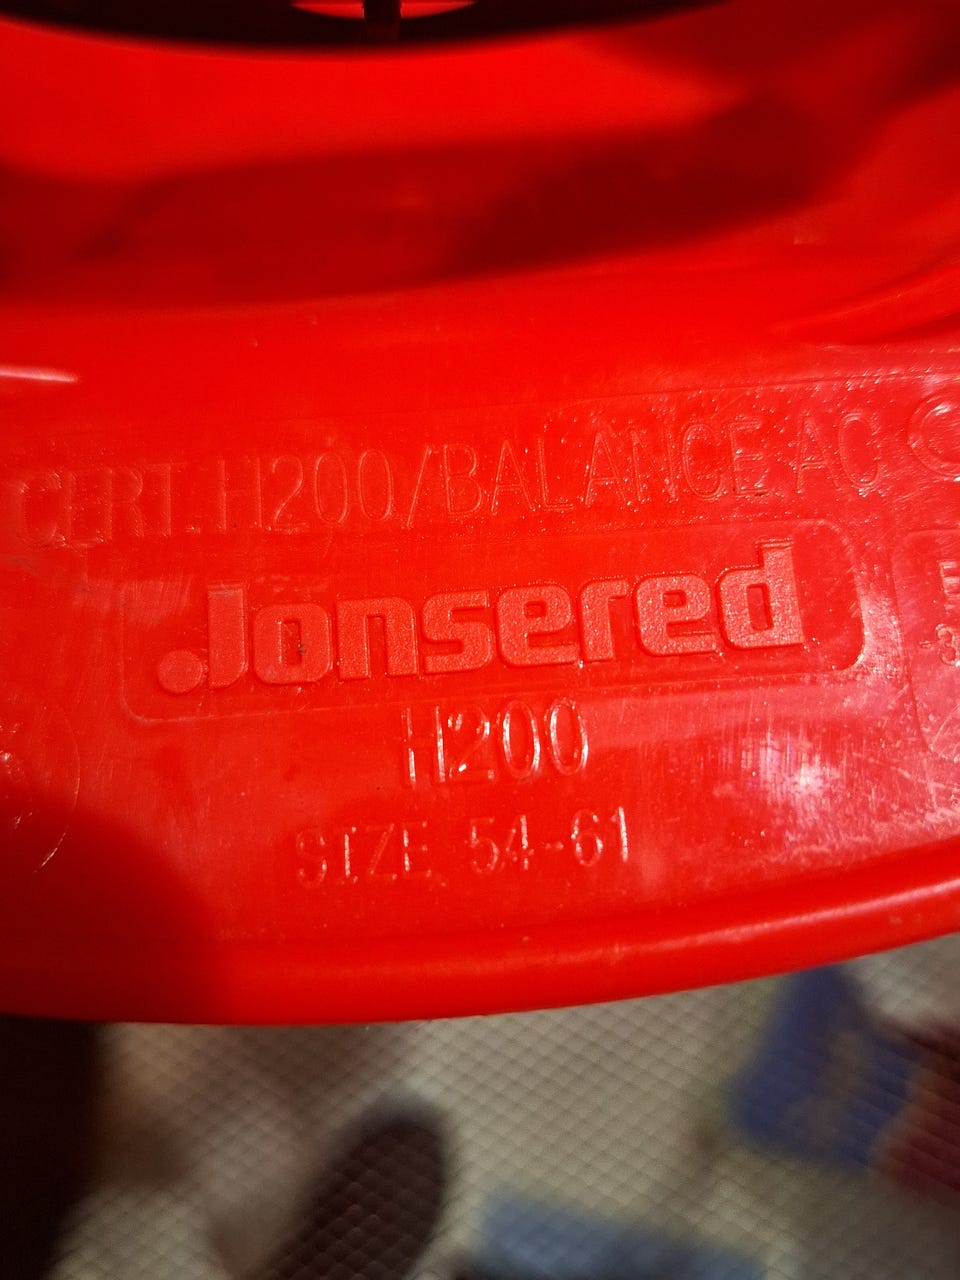 CERT.H200/BALANCE AC
Jonsered
H200
SIZE 54-61